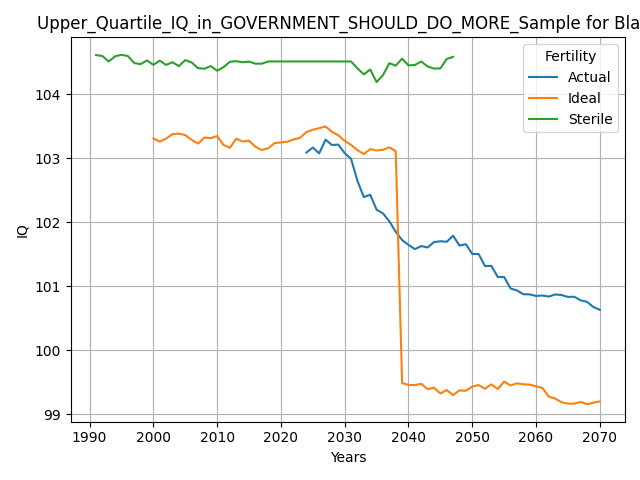 Upper_Quartile_IQ_in_GOVERNMENT_SHOULD_DO_MORE_Sample for Bla
Fertility
Actual
Ideal
Sterile
104
103
102
101
100
99
IQ
1990 2000 2010 2020 2030 2040 2050 2060 2070
Years